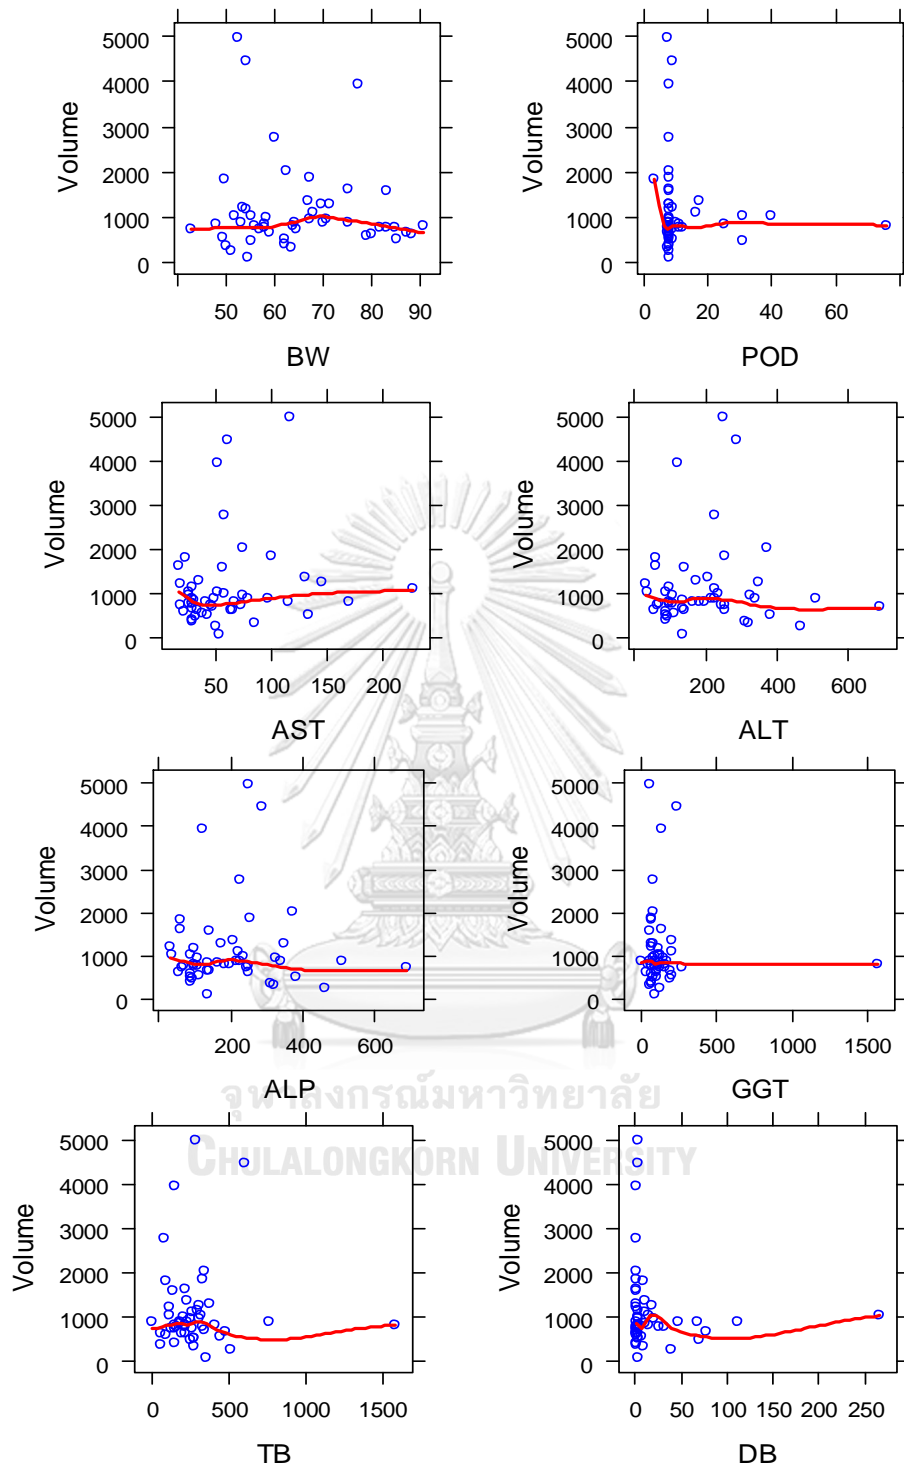 5000
4000
3000
2000
1000
0
Volume
50 60 70 80 90
BW
5000
4000
3000
2000
1000
0
Volume
0 20 40 60
POD
5000
4000
3000
2000
1000
0
Volume
50 100 150 200
AST
5000
4000
3000
2000
1000
0
Volume
200 400 600
ALT
5000
4000
3000
2000
1000
0
Volume
200 400 600
ALP
5000
4000
3000
2000
1000
0
Volume
0 500 1000 1500
GGT
จุฬาลงกรณ์มหาวิทยาลัย
CHULALONGKORN UNIVERSITY
5000
4000
3000
2000
1000
0
Volume
0 500 1000 1500
TB
5000
4000
3000
2000
1000
0
Volume
0 50 100 150 200 250
DB